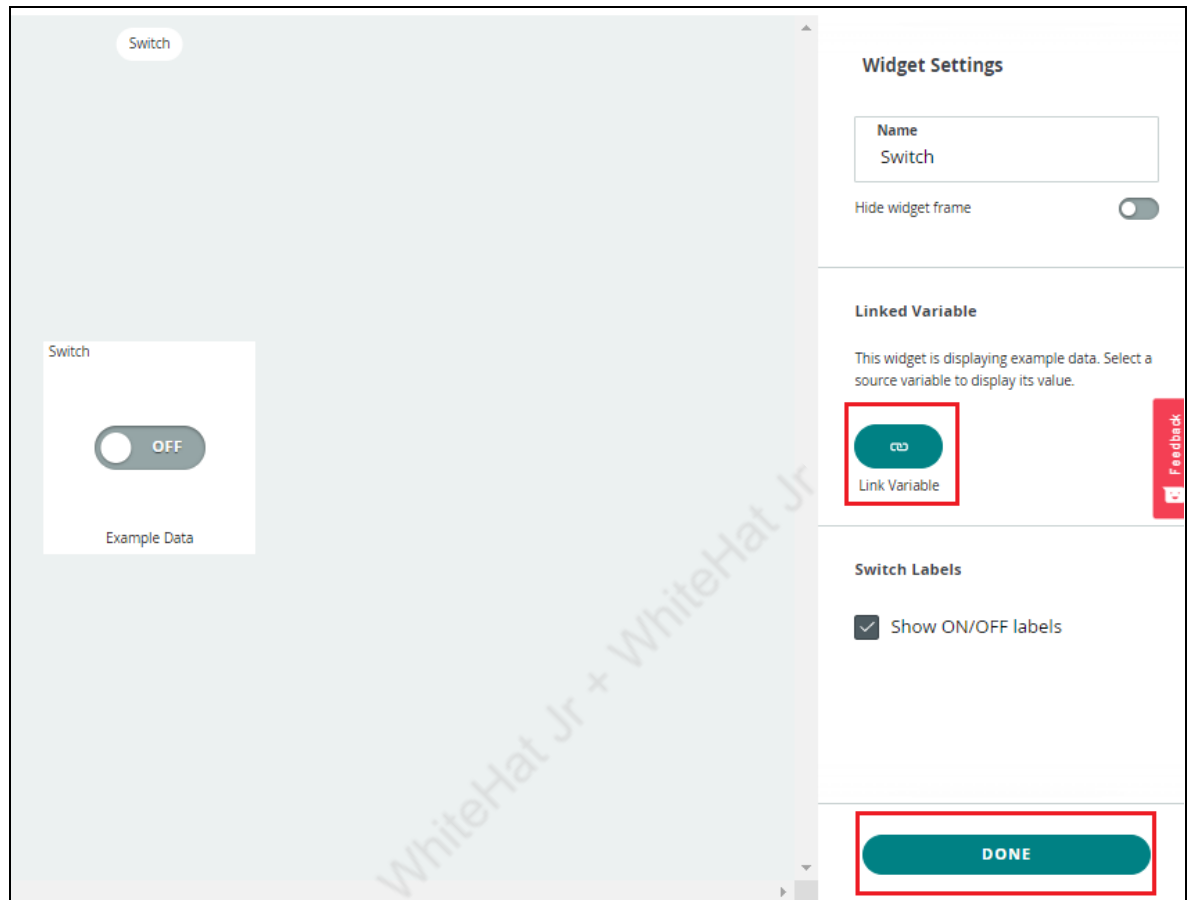 Switch
Widget Settings
Name
Switch
Hide widget frame
Linked Variable
This widget is displaying example data. Select a
source variable to display its value.
Link Variable
Feedback
Switch
OFF
Example Data
Switch Labels
Show ON/OFF labels
DONE
WhiteHat Jr + WhiteHat Jr